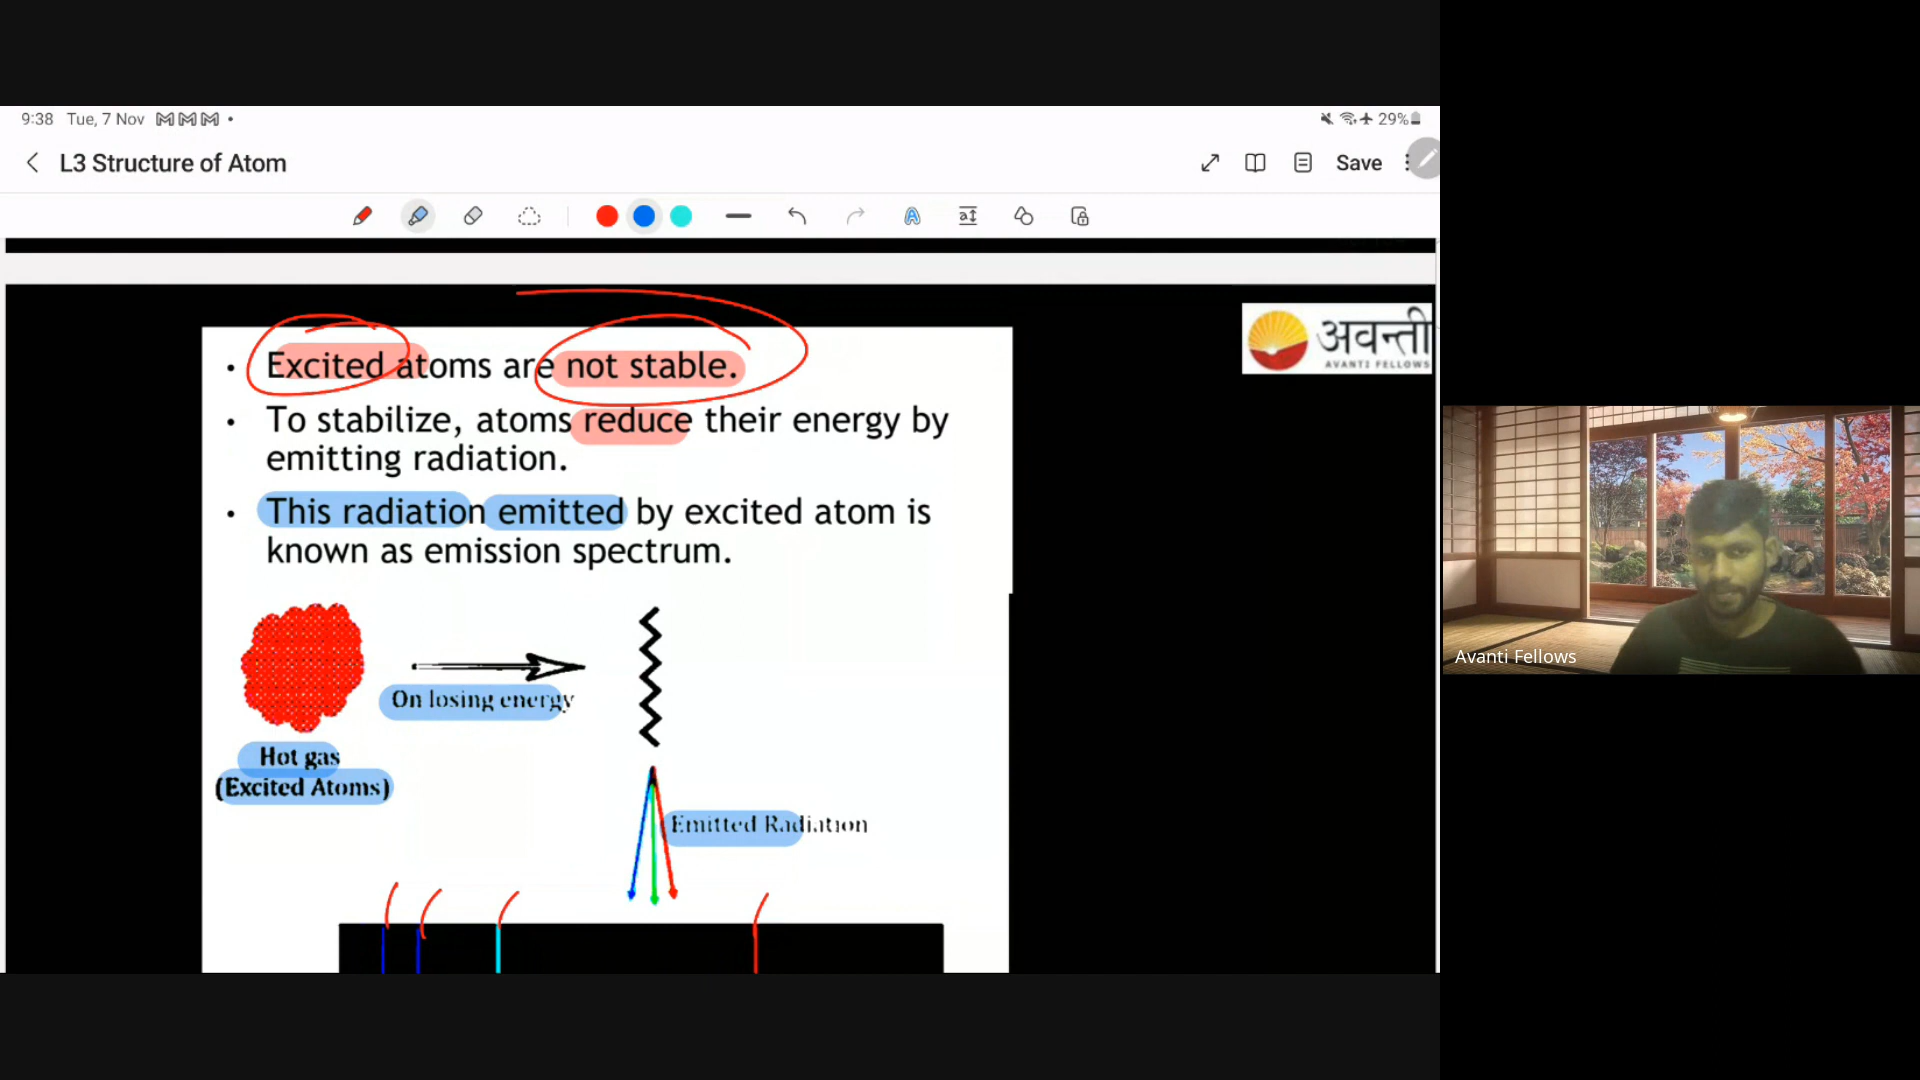 9:38 Tue, 7 Nov
29%
L3 Structure of Atom
Save
अवन्ती
AVANTI FELLOWS
• Excited atoms are not stable.
• To stabilize, atoms reduce their energy by
emitting radiation.
• This radiation emitted by excited atom is
known as emission spectrum.
On losing energy
Hot gas
(Excited Atoms)
Emitted Radiation
Avanti Fellows